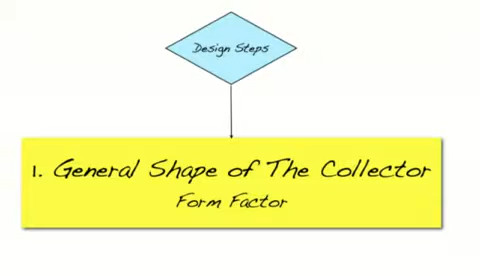 Design Steps
1. General Shape of The Collector
Form Factor